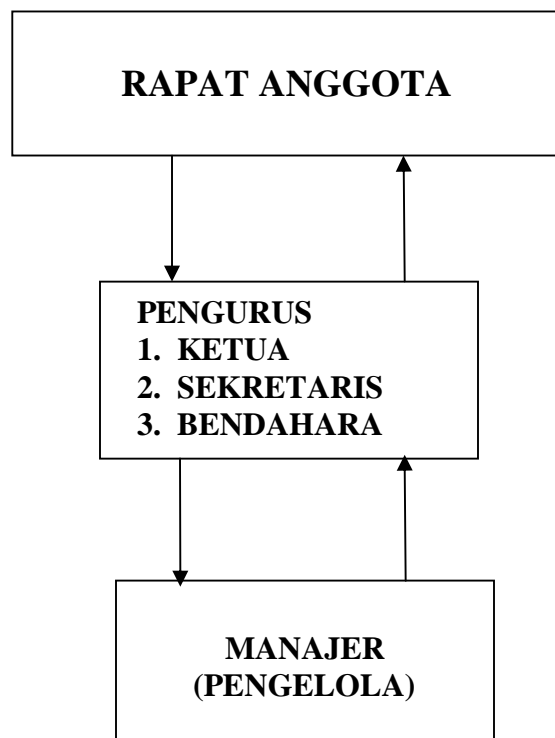 RAPAT ANGGOTA
PENGURUS
1. KETUA
2. SEKRETARIS
3. BENDAHARA
MANAJER
(PENGELOLA)